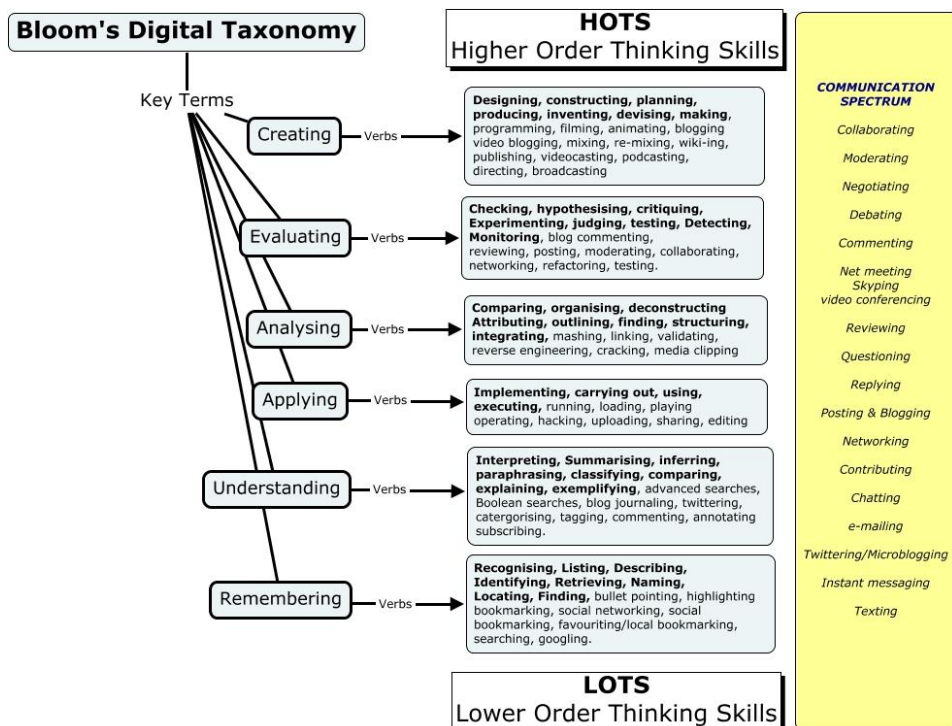 Bloom's Digital Taxonomy
Key Terms
HOTS
Higher Order Thinking Skills
Creating
Verbs
Designing, constructing, planning,
producing, inventing, devising, making,
programming, filming, animating, blogging
video blogging, mixing, re-mixing, wiki-ing,
publishing, videocasting, podcasting,
directing, broadcasting
Evaluating
Verbs
Checking, hypothesising, critiquing,
Experimenting, judging, testing, Detecting,
Monitoring, blog commenting,
reviewing, posting, moderating, collaborating,
networking, refactoring, testing.
Analysing
Verbs
Comparing, organising, deconstructing
Attributing, outlining, finding, structuring,
integrating, mashing, linking, validating,
reverse engineering, cracking, media clipping
Applying
Verbs
Implementing, carrying out, using,
executing, running, loading, playing
operating, hacking, uploading, sharing, editing
Understanding
Verbs
Interpreting, Summarising, inferring,
paraphrasing, classifying, comparing,
explaining, exemplifying, advanced searches,
Boolean searches, blog journaling, twittering,
catergorising, tagging, commenting, annotating
subscribing.
Remembering
Verbs
Recognising, Listing, Describing,
Identifying, Retrieving, Naming,
Locating, Finding, bullet pointing, highlighting
bookmarking, social networking, social
bookmarking, favouriting/local bookmarking,
searching, googling.
LOTS
Lower Order Thinking Skills
COMMUNICATION
SPECTRUM
Collaborating
Moderating
Negotiating
Debating
Commenting
Net meeting
Skyping
video conferencing
Reviewing
Questioning
Replying
Posting & Blogging
Networking
Contributing
Chatting
e-mailing
Twittering/Microblogging
Instant messaging
Texting